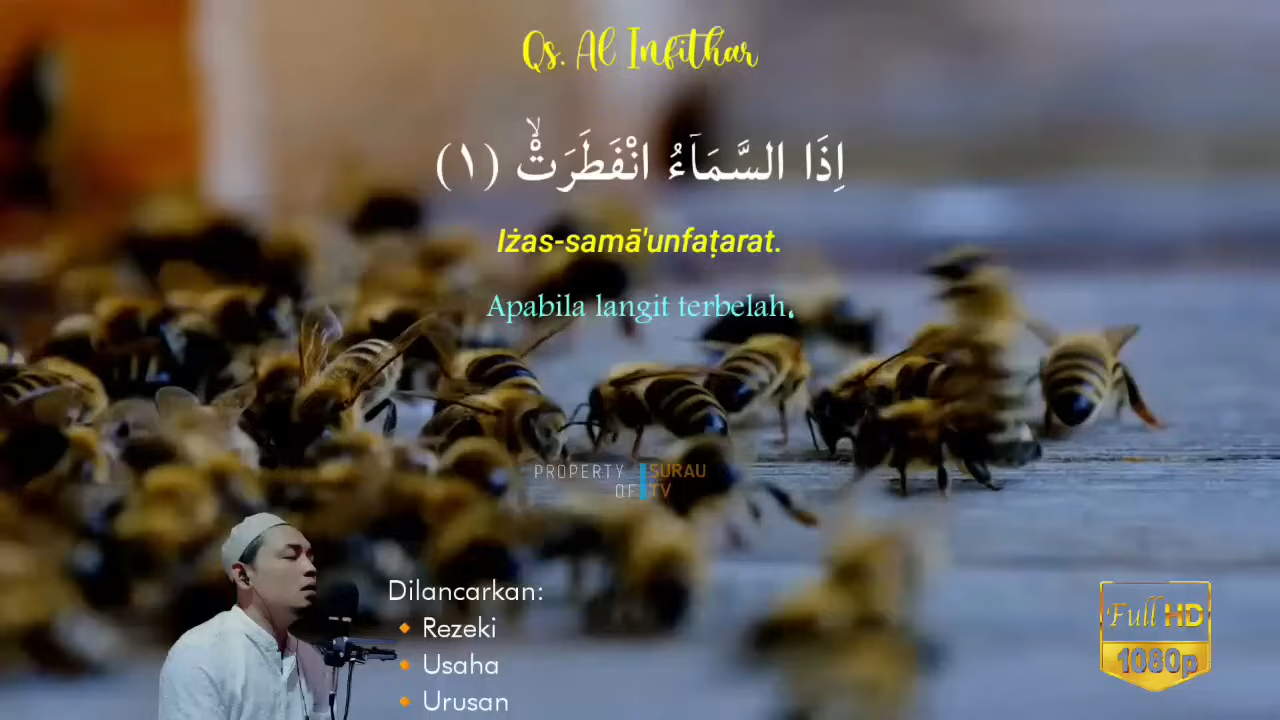 Qs. Al Infithar
اِذَا السَّمَاۤءُ انْفَطَرَتْۙ (١)
Iżas-samā'unfaṭarat.
Apabila langit terbelah.
PROPERTY OF
SURAU TV
Dilancarkan:
🔸 Rezeki
🔸 Usaha
🔸 Urusan
Full HD
1080p